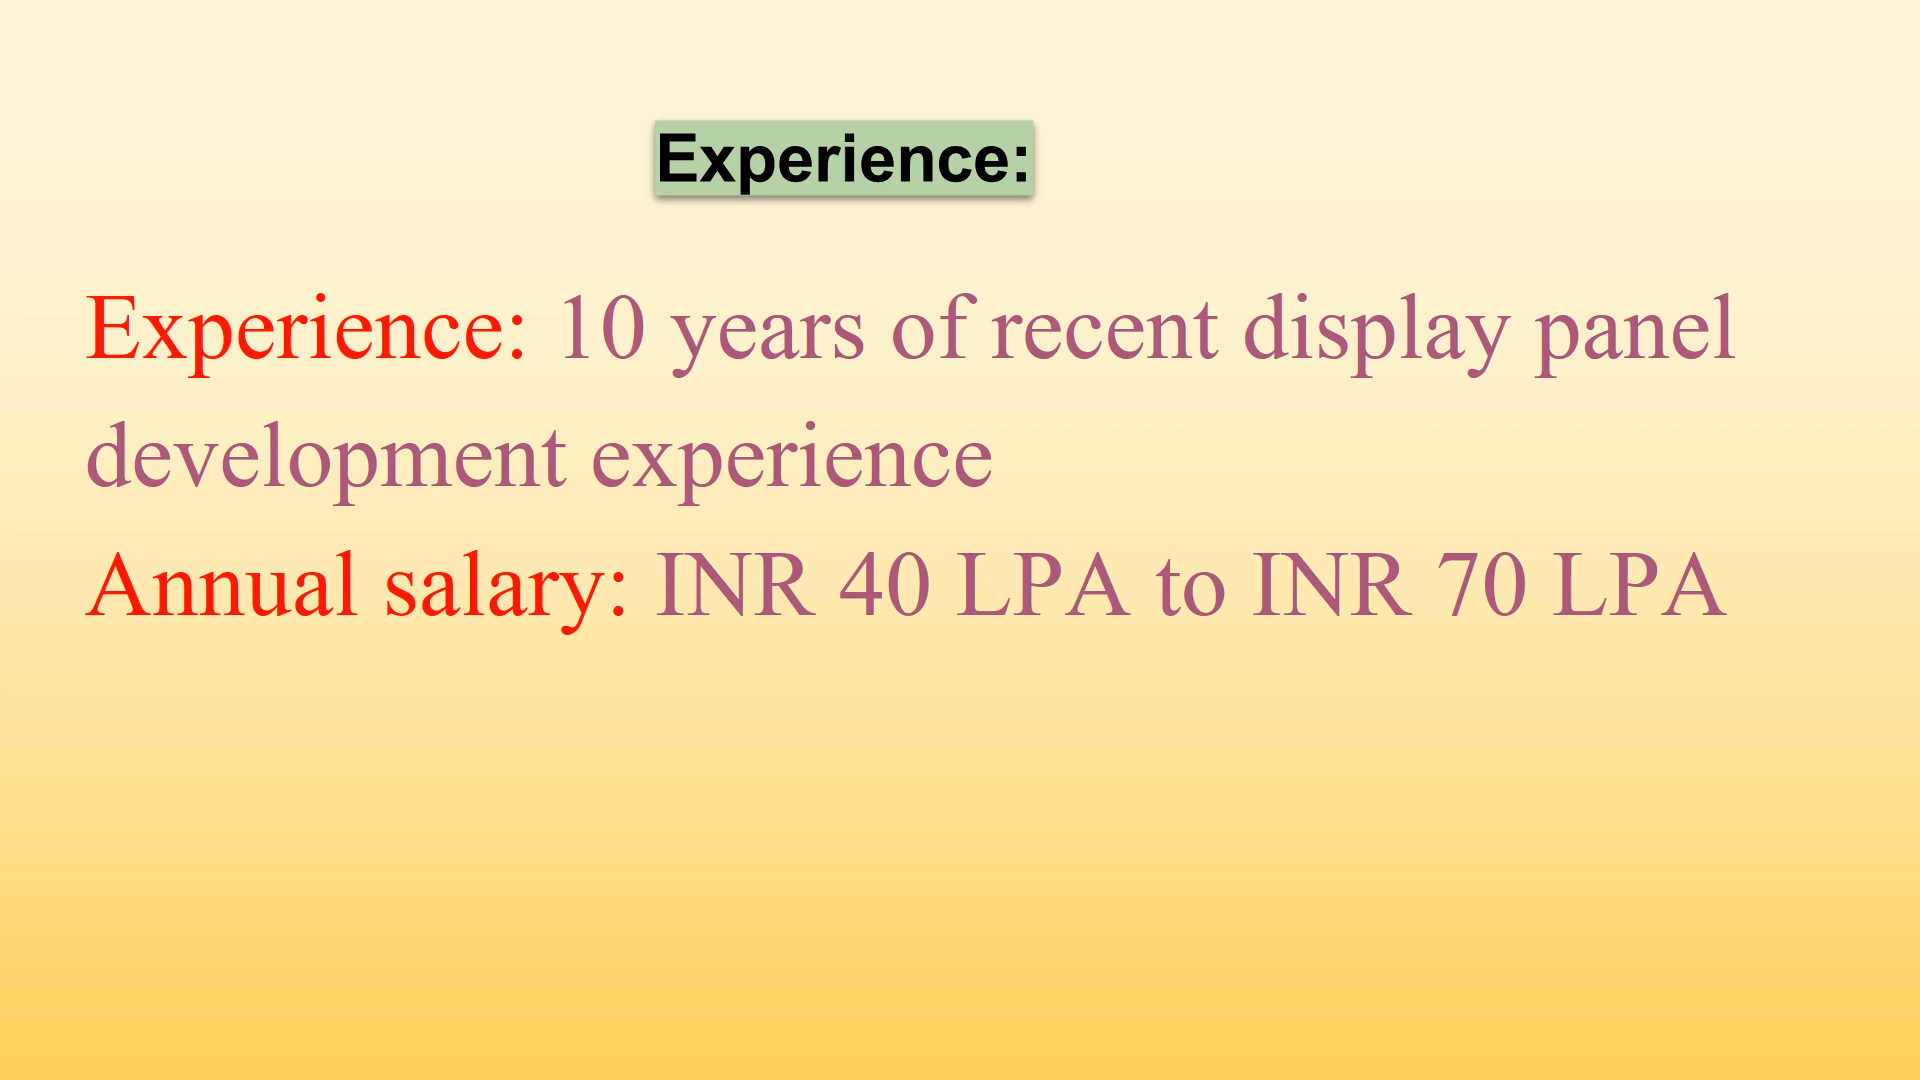 Experience:
Experience: 10 years of recent display panel
development experience
Annual salary: INR 40 LPA to INR 70 LPA